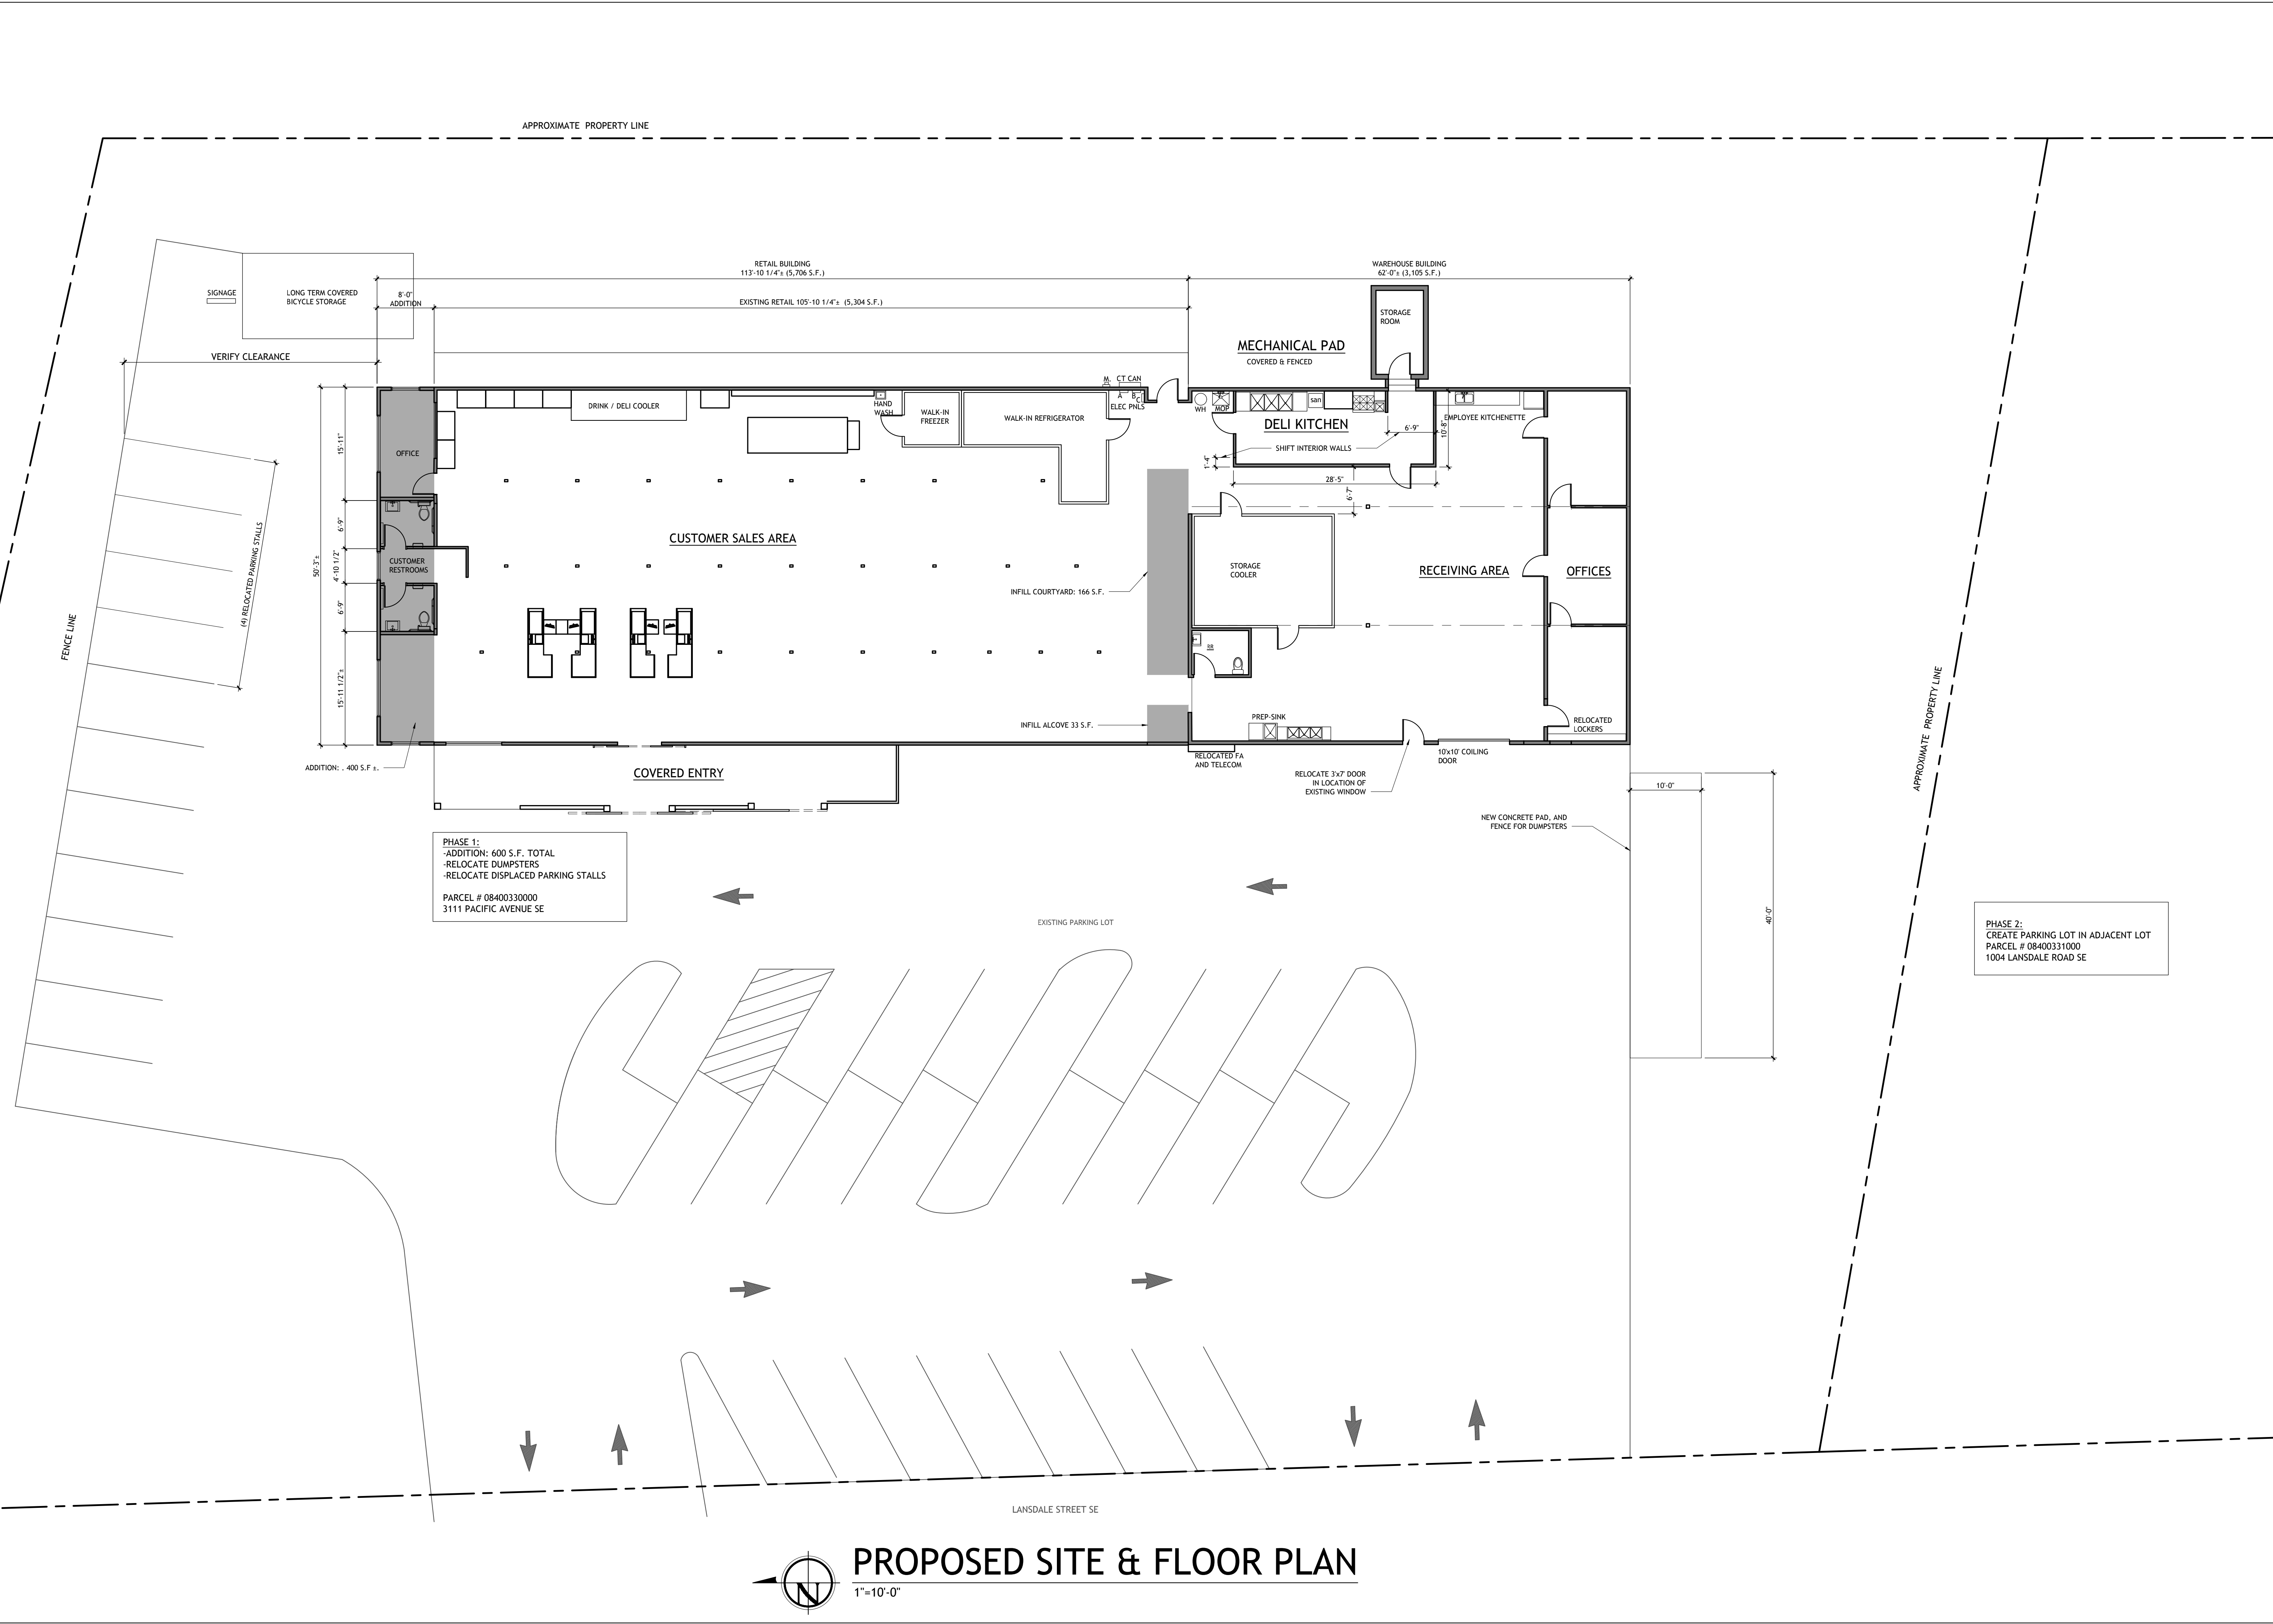 APPROXIMATE PROPERTY LINE
RETAIL BUILDING
113'-10 1/4"± (5,706 S.F.)
WAREHOUSE BUILDING
62'-0"± (3,105 S.F.)
SIGNAGE
LONG TERM COVERED
BICYCLE STORAGE
8'-0"
ADDITION
EXISTING RETAIL 105'-10 1/4"± (5,304 S.F.)
STORAGE
ROOM
MECHANICAL PAD
COVERED & FENCED
VERIFY CLEARANCE
M.
CT CAN
A
B
C
ELEC PNLS
DRINK / DELI COOLER
HAND
WASH
WALK-IN
FREEZER
WALK-IN REFRIGERATOR
WH
MOP
san
DELI KITCHEN
EMPLOYEE KITCHENETTE
6'-9"
10'-8"
SHIFT INTERIOR WALLS
1'-4"
28'-5"
6'-7"
15'-11"
OFFICE
6'-9"
50'-3"±
4'-10 1/2"
CUSTOMER
RESTROOMS
6'-9"
15'-11 1/2"±
(4) RELOCATED PARKING STALLS
FENCE LINE
CUSTOMER SALES AREA
INFILL COURTYARD: 166 S.F.
STORAGE
COOLER
RECEIVING AREA
OFFICES
RR
PREP-SINK
INFILL ALCOVE 33 S.F.
RELOCATED
LOCKERS
ADDITION: . 400 S.F ±.
COVERED ENTRY
RELOCATED FA
AND TELECOM
RELOCATE 3'x7' DOOR
IN LOCATION OF
EXISTING WINDOW
10'x10' COILING
DOOR
10'-0"
40'-0"
NEW CONCRETE PAD, AND
FENCE FOR DUMPSTERS
APPROXIMATE PROPERTY LINE
PHASE 1:
-ADDITION: 600 S.F. TOTAL
-RELOCATE DUMPSTERS
-RELOCATE DISPLACED PARKING STALLS
PARCEL # 08400330000
3111 PACIFIC AVENUE SE
EXISTING PARKING LOT
PHASE 2:
CREATE PARKING LOT IN ADJACENT LOT
PARCEL # 08400331000
1004 LANSDALE ROAD SE
LANSDALE STREET SE
N
PROPOSED SITE & FLOOR PLAN
1"=10'-0"